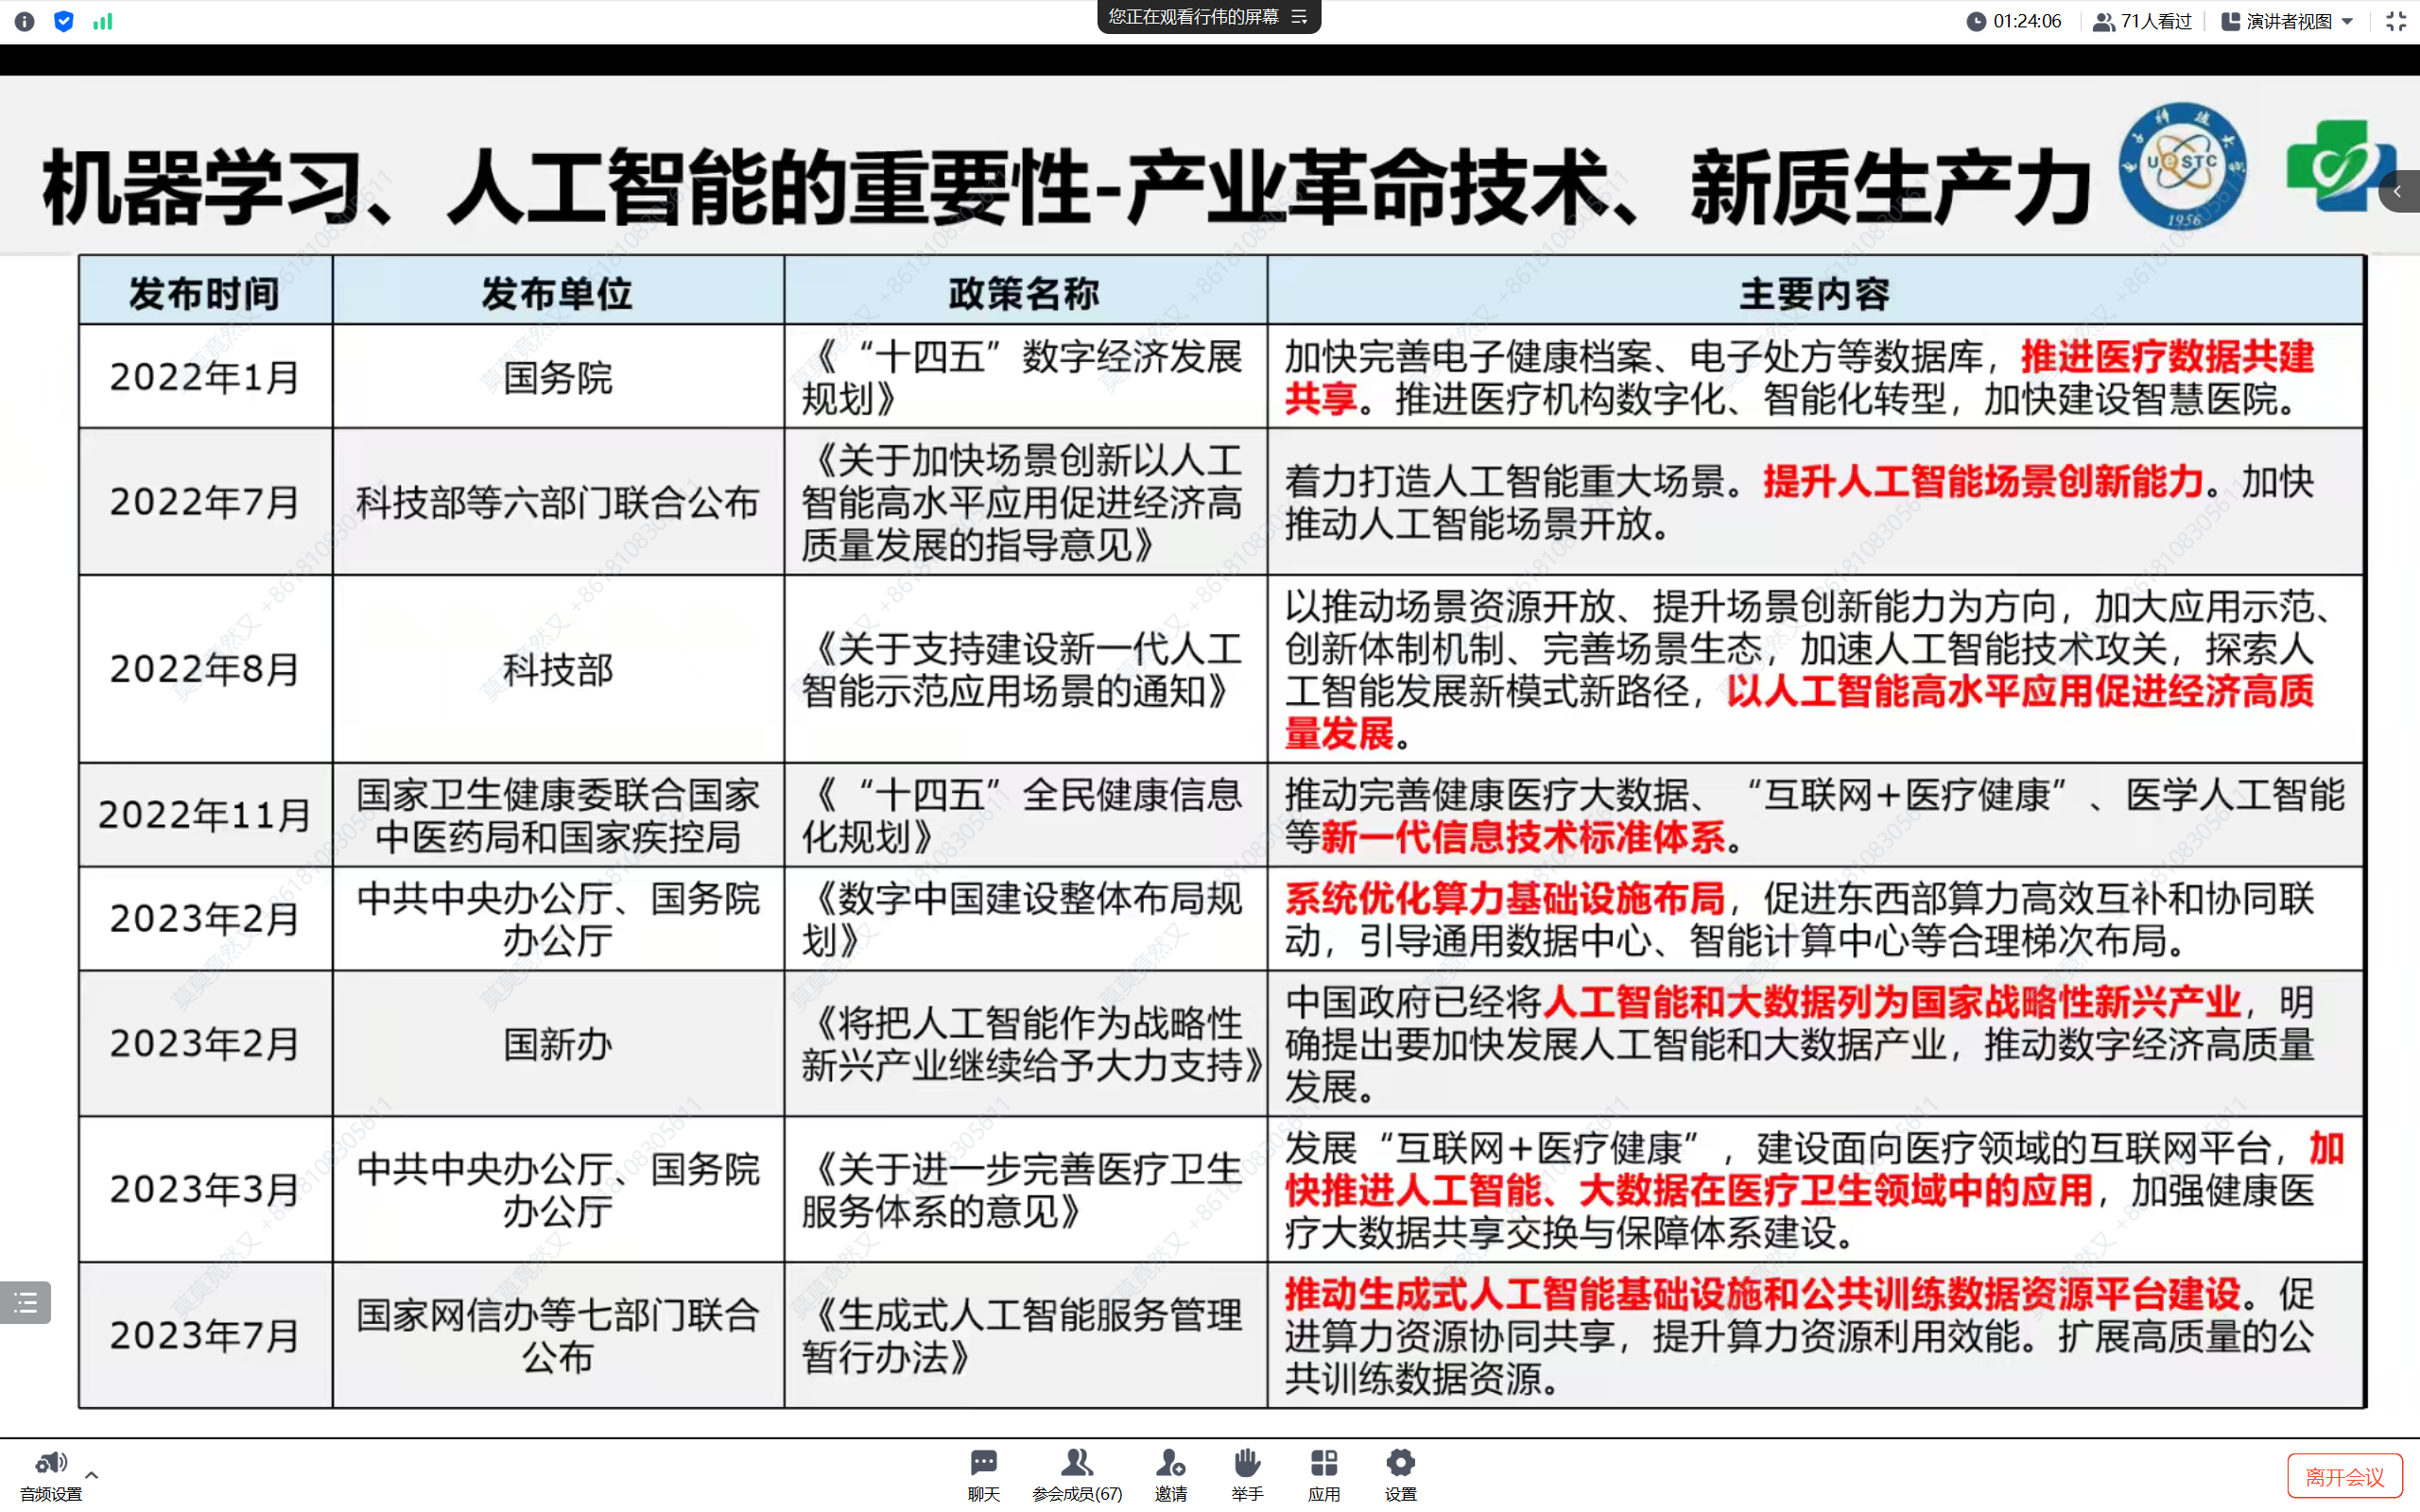 您正在观看行伟的屏幕
01:24:06
71人看过
演讲者视图
机器学习、人工智能的重要性-产业革命技术、新质生产力
UESTC
1956
发布时间
发布单位
政策名称
主要内容
2022年1月
国务院
《“十四五”数字经济发展
规划》
加快完善电子健康档案、电子处方等数据库，推进医疗数据共建
共享。推进医疗机构数字化、智能化转型，加快建设智慧医院。
2022年7月
科技部等六部门联合公布
《关于加快场景创新以人工
智能高水平应用促进经济高
质量发展的指导意见》
着力打造人工智能重大场景。提升人工智能场景创新能力。加快
推动人工智能场景开放。
2022年8月
科技部
《关于支持建设新一代人工
智能示范应用场景的通知》
以推动场景资源开放、提升场景创新能力为方向，加大应用示范、
创新体制机制、完善场景生态，加速人工智能技术攻关，探索人
工智能发展新模式新路径，以人工智能高水平应用促进经济高质
量发展。
2022年11月
国家卫生健康委联合国家
中医药局和国家疾控局
《“十四五”全民健康信息
化规划》
推动完善健康医疗大数据、“互联网+医疗健康”、医学人工智能
等新一代信息技术标准体系。
2023年2月
中共中央办公厅、国务院
办公厅
《数字中国建设整体布局规
划》
系统优化算力基础设施布局，促进东西部算力高效互补和协同联
动，引导通用数据中心、智能计算中心等合理梯次布局。
2023年2月
国新办
《将把人工智能作为战略性
新兴产业继续给予大力支持》
中国政府已经将人工智能和大数据列为国家战略性新兴产业，明
确提出要加快发展人工智能和大数据产业，推动数字经济高质量
发展。
2023年3月
中共中央办公厅、国务院
办公厅
《关于进一步完善医疗卫生
服务体系的意见》
发展“互联网+医疗健康”，建设面向医疗领域的互联网平台，加
快推进人工智能、大数据在医疗卫生领域中的应用，加强健康医
疗大数据共享交换与保障体系建设。
2023年7月
国家网信办等七部门联合
公布
《生成式人工智能服务管理
暂行办法》
推动生成式人工智能基础设施和公共训练数据资源平台建设。促
进算力资源协同共享，提升算力资源利用效能。扩展高质量的公
共训练数据资源。
音频设置
聊天
参会成员(67)
邀请
举手
应用
设置
离开会议